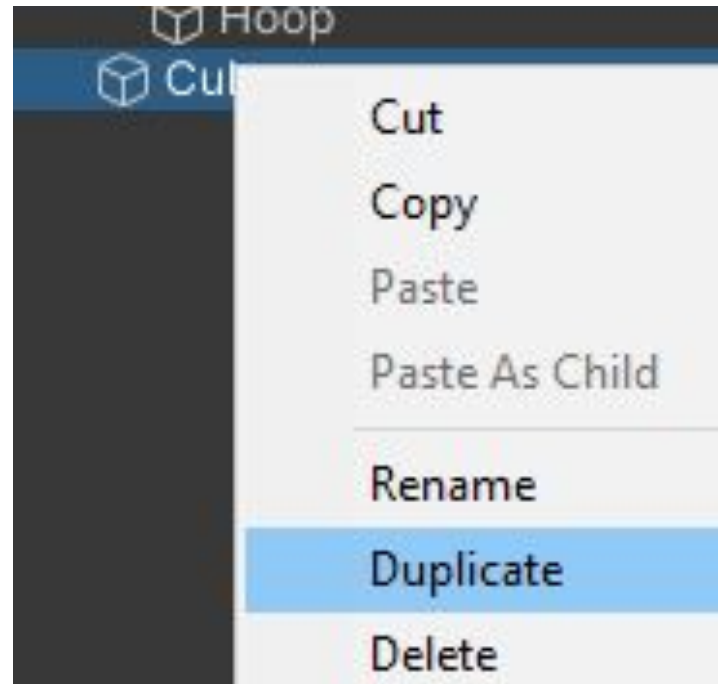 Hoop
Cut
Copy
Paste
Paste As Child
Rename
Duplicate
Delete